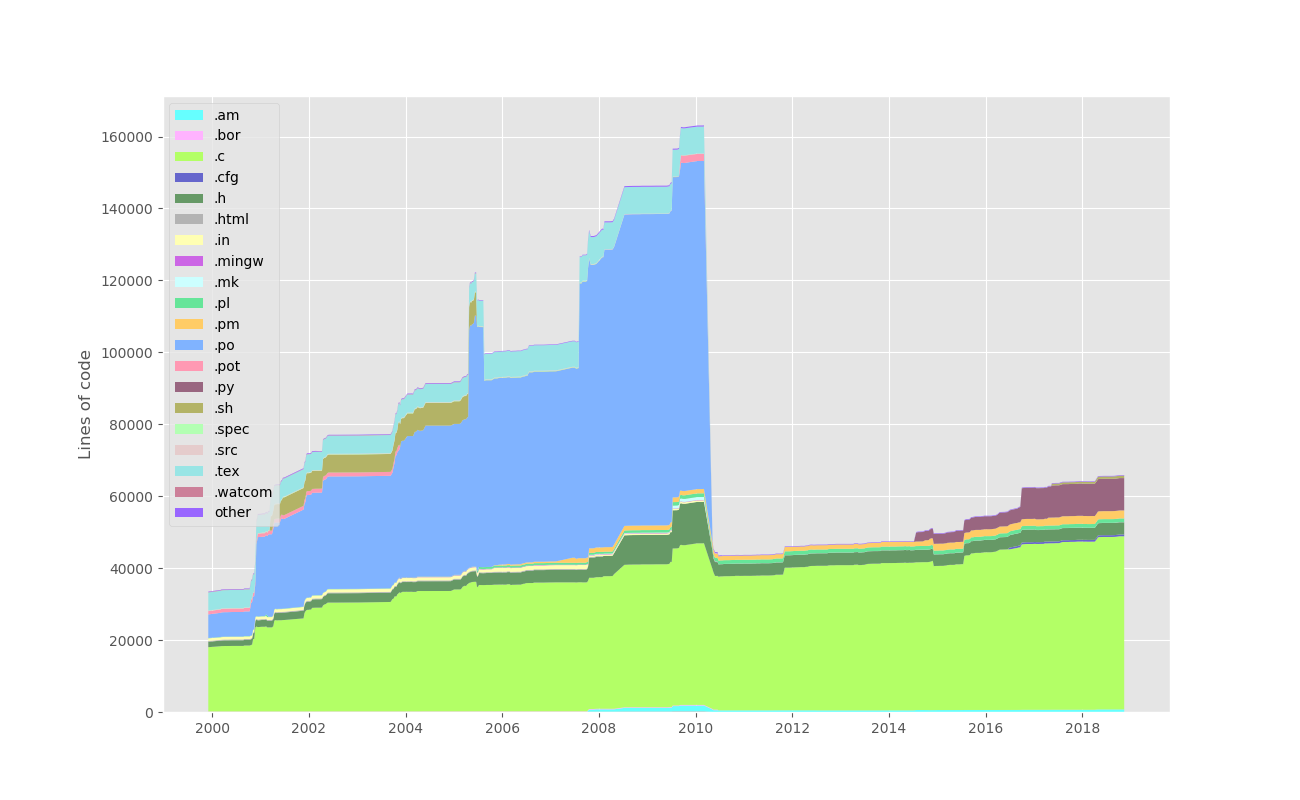 160000
140000
120000
100000
80000
60000
40000
20000
0
Lines of code
.am
.bor
.c
.cfg
.h
.html
.in
.mingw
.mk
.pl
.pm
.po
.pot
.py
.sh
.spec
.src
.tex
.watcom
other
2000 2002 2004 2006 2008 2010 2012 2014 2016 2018